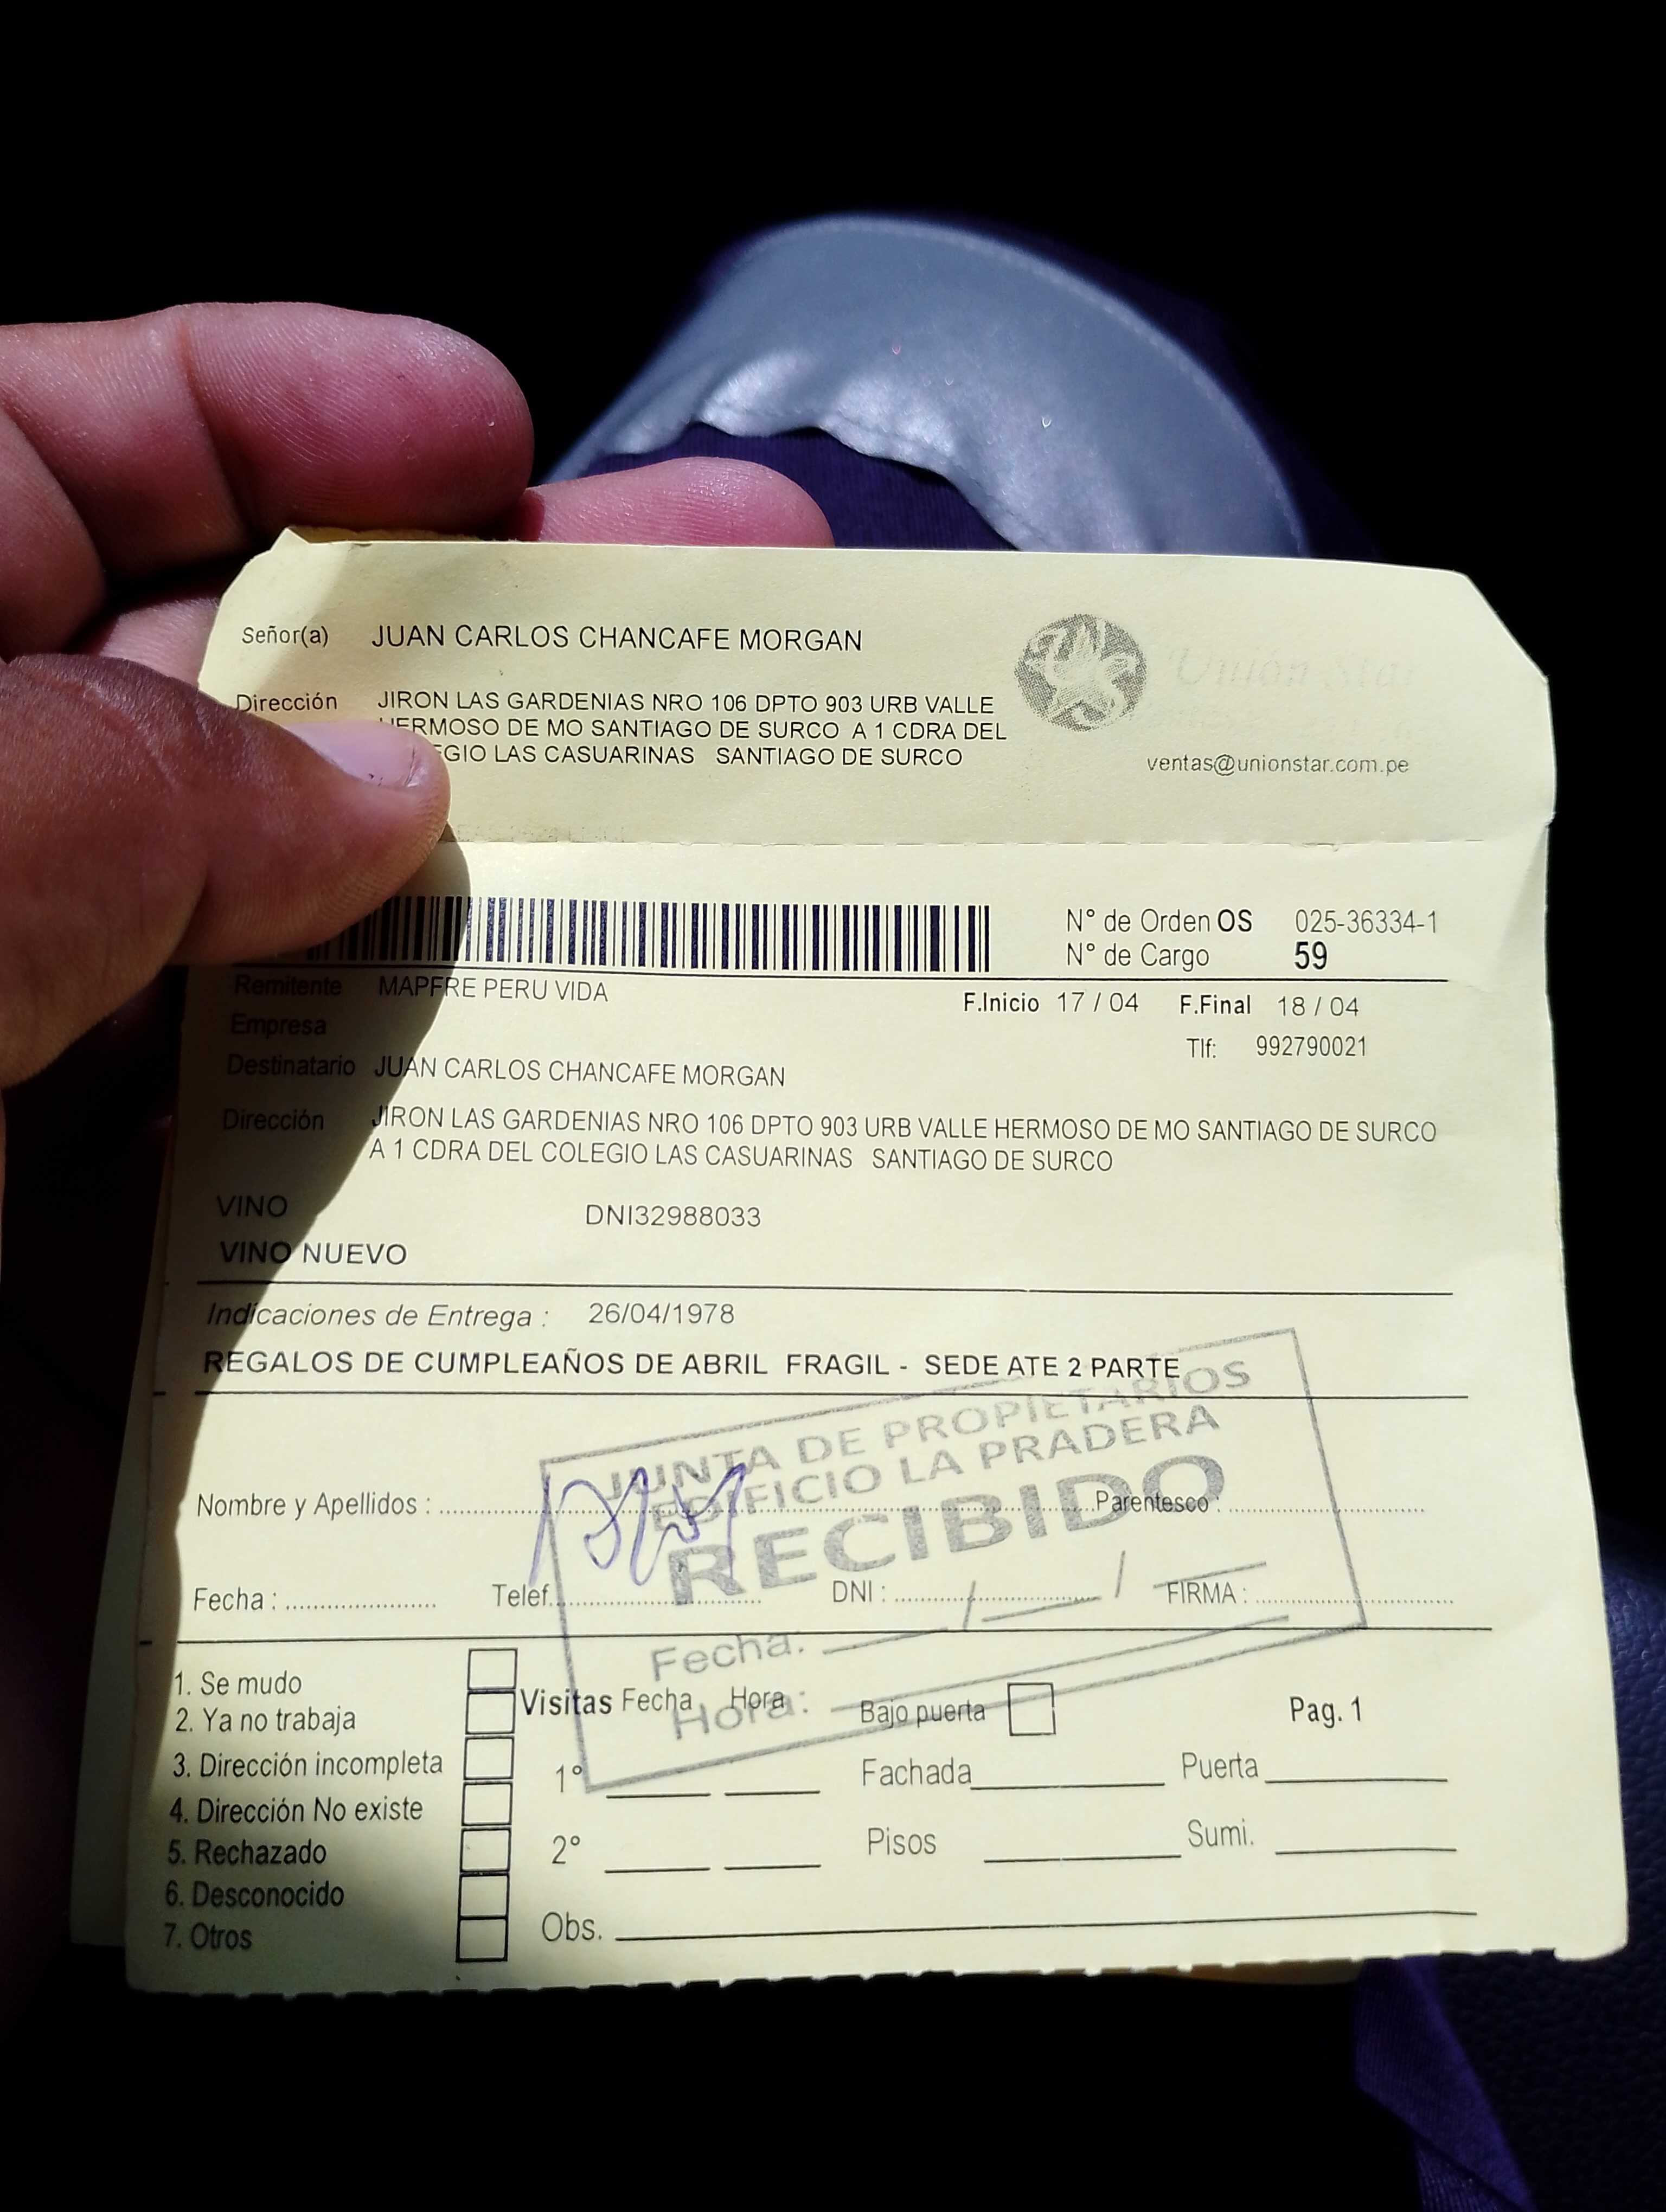 Señor(a) JUAN CARLOS CHANCAFE MORGAN
Unión Star
Dirección JIRON LAS GARDENIAS NRO 106 DPTO 903 URB VALLE
HERMOSO DE MO SANTIAGO DE SURCO A 1 CDRA DEL
EGIO LAS CASUARINAS SANTIAGO DE SURCO
ventas@unionstar.com.pe
N° de Orden OS 025-36334-1
N° de Cargo 59
Remitente MAPFRE PERU VIDA
F.Inicio 17 / 04 F.Final 18 / 04
Empresa
Tlf: 992790021
Destinatario JUAN CARLOS CHANCAFE MORGAN
Dirección JIRON LAS GARDENIAS NRO 106 DPTO 903 URB VALLE HERMOSO DE MO SANTIAGO DE SURCO
A 1 CDRA DEL COLEGIO LAS CASUARINAS SANTIAGO DE SURCO
VINO DNI32988033
VINO NUEVO
Indicaciones de Entrega : 26/04/1978
REGALOS DE CUMPLEAÑOS DE ABRIL FRAGIL - SEDE ATE 2 PARTE
JUNTA DE PROPIETARIOS
EDIFICIO LA PRADERA
RECIBIDO
Fecha: / /
Hora:
Nombre y Apellidos : Parentesco :
Fecha : Telef. DNI : FIRMA :
1. Se mudo
2. Ya no trabaja
3. Dirección incompleta
4. Dirección No existe
5. Rechazado
6. Desconocido
7. Otros
Visitas Fecha Hora Bajo puerta Pag. 1
1° Fachada Puerta
2° Pisos Sumi.
Obs.